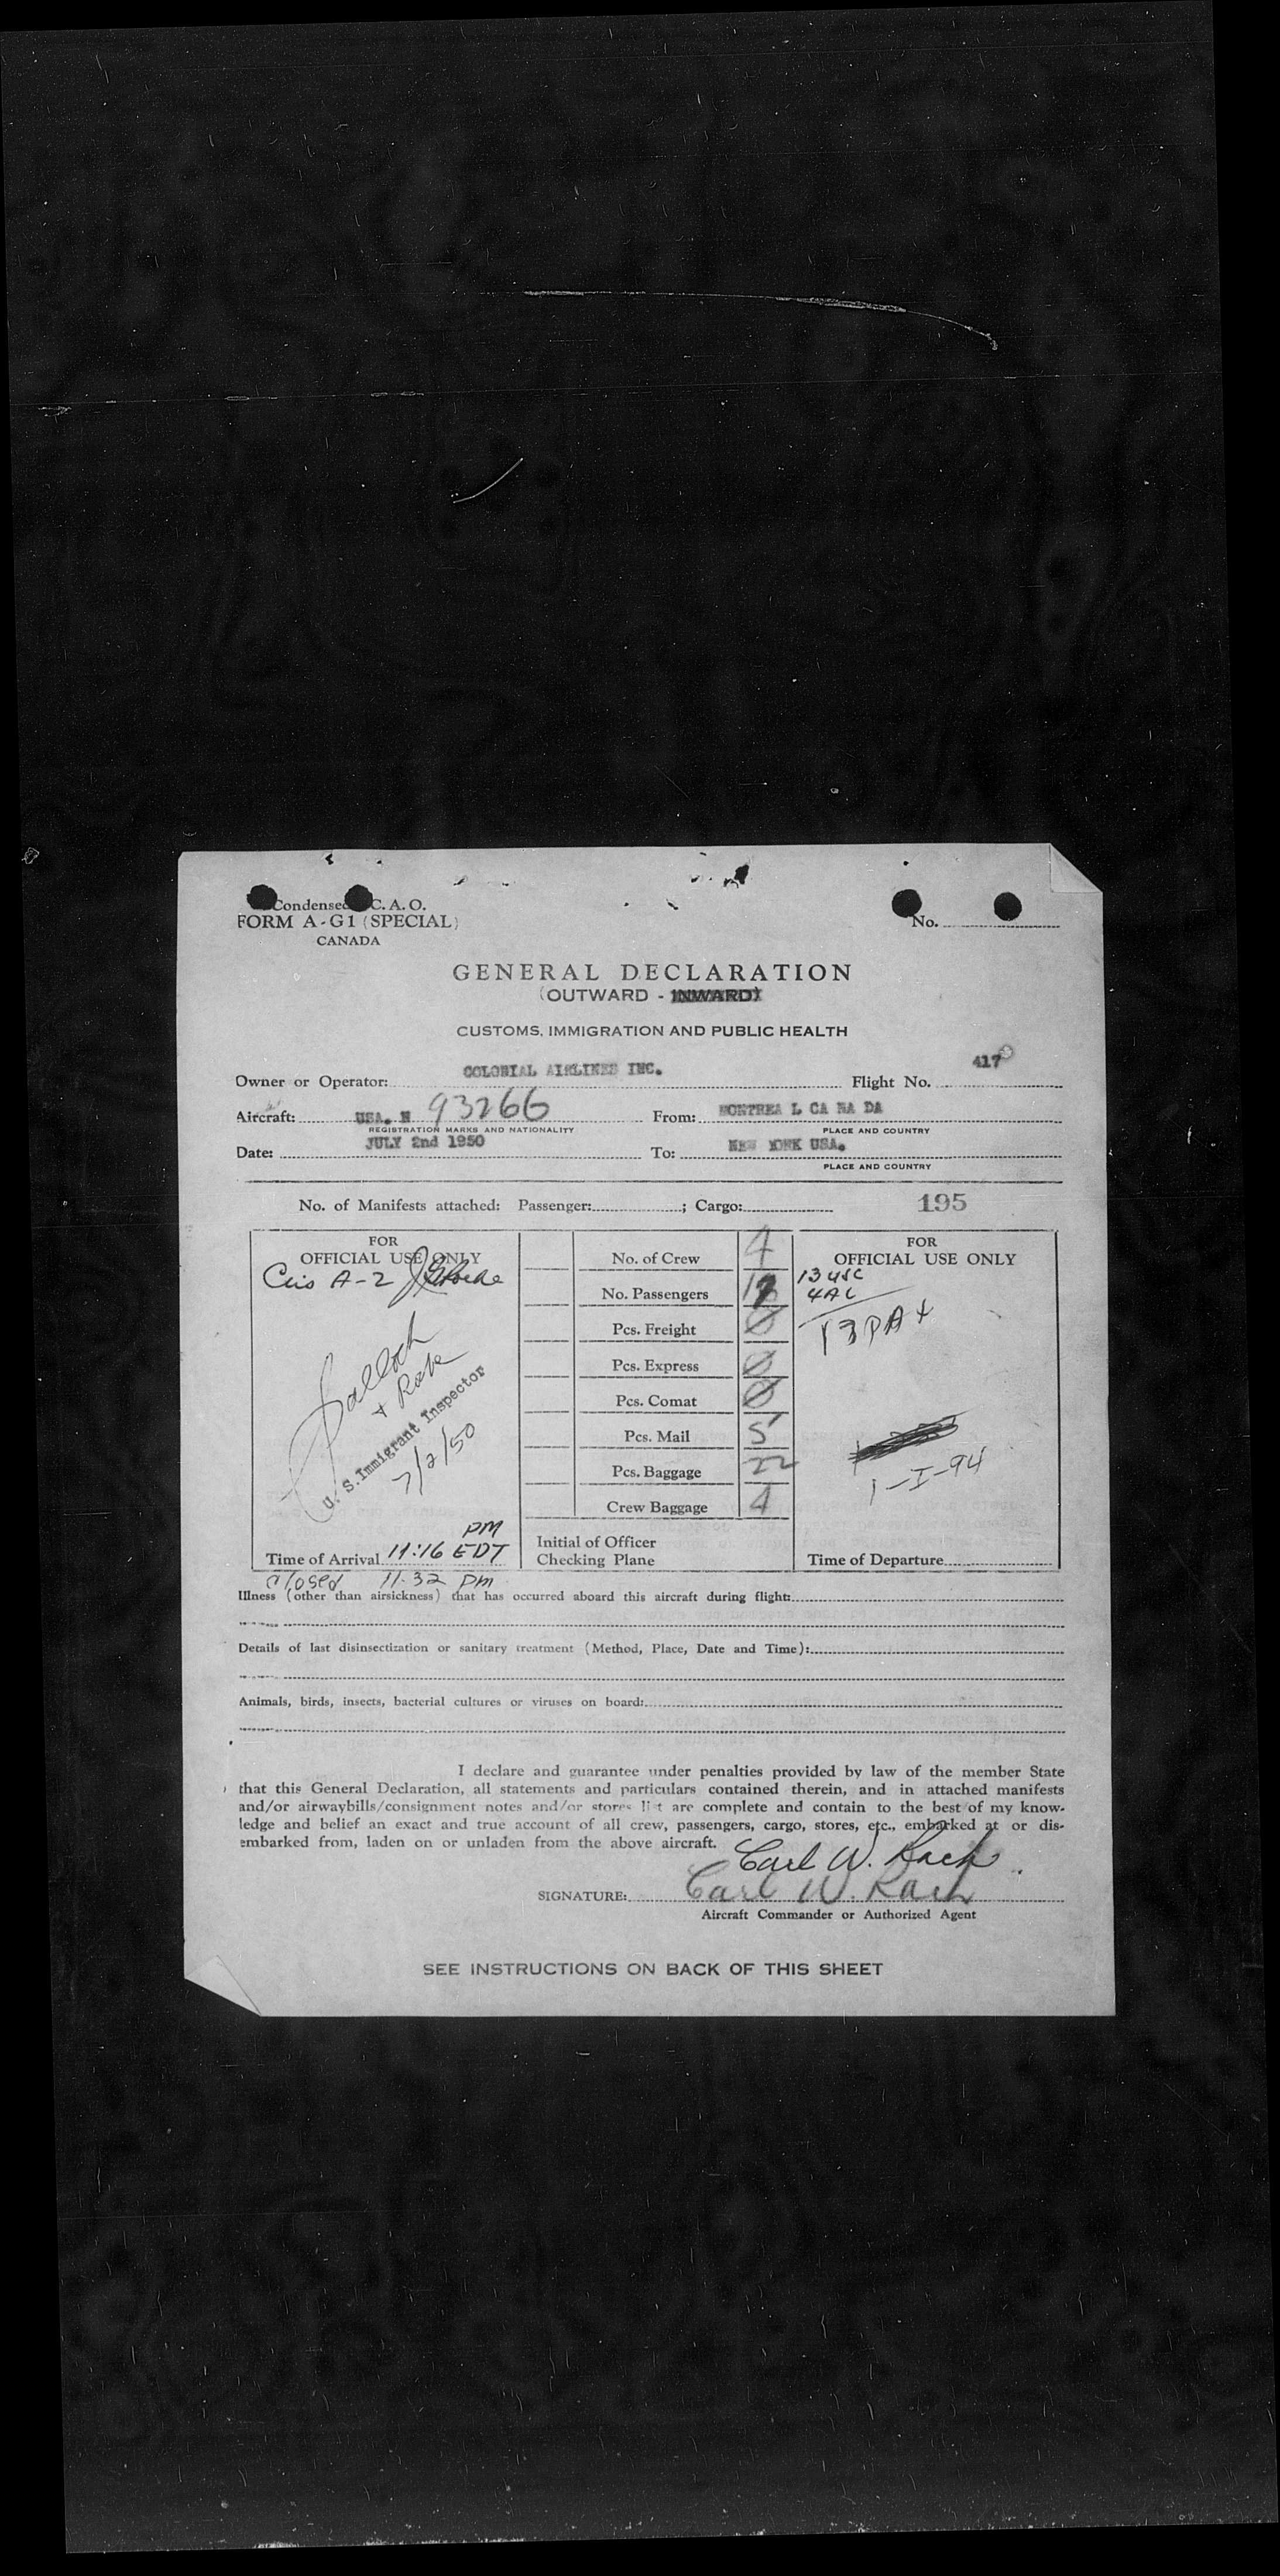 Condensed C. A. O.
FORM A-G1 (SPECIAL)
CANADA
No.
GENERAL DECLARATION
(OUTWARD - INWARD)
CUSTOMS, IMMIGRATION AND PUBLIC HEALTH
Owner or Operator: COLONIAL AIRLINES INC. Flight No. 417
Aircraft: USA. N 93266 From: MONTREA L CA NA DA
REGISTRATION MARKS AND NATIONALITY PLACE AND COUNTRY
Date: JULY 2nd 1950 To: NEW YORK USA.
PLACE AND COUNTRY
No. of Manifests attached: Passenger: ; Cargo: 195
FOR
OFFICIAL USE ONLY
A-2
U. S. Immigrant Inspector
7/2/50
PM
Time of Arrival 11:16 EDT
closed 11:32 PM
No. of Crew 4
No. Passengers
Pcs. Freight Ø
Pcs. Express Ø
Pcs. Comat Ø
Pcs. Mail 5
Pcs. Baggage 22
Crew Baggage 4
Initial of Officer
Checking Plane
FOR
OFFICIAL USE ONLY
13 USC
4 AC
1-I-94
Time of Departure
Illness (other than airsickness) that has occurred aboard this aircraft during flight:
Details of last disinsectization or sanitary treatment (Method, Place, Date and Time):
Animals, birds, insects, bacterial cultures or viruses on board:
I declare and guarantee under penalties provided by law of the member State
that this General Declaration, all statements and particulars contained therein, and in attached manifests
and/or airwaybills/consignment notes and/or stores list are complete and contain to the best of my know-
ledge and belief an exact and true account of all crew, passengers, cargo, stores, etc., embarked at or dis-
embarked from, laden on or unladen from the above aircraft.
Carl W.
SIGNATURE: Carl W.
Aircraft Commander or Authorized Agent
SEE INSTRUCTIONS ON BACK OF THIS SHEET